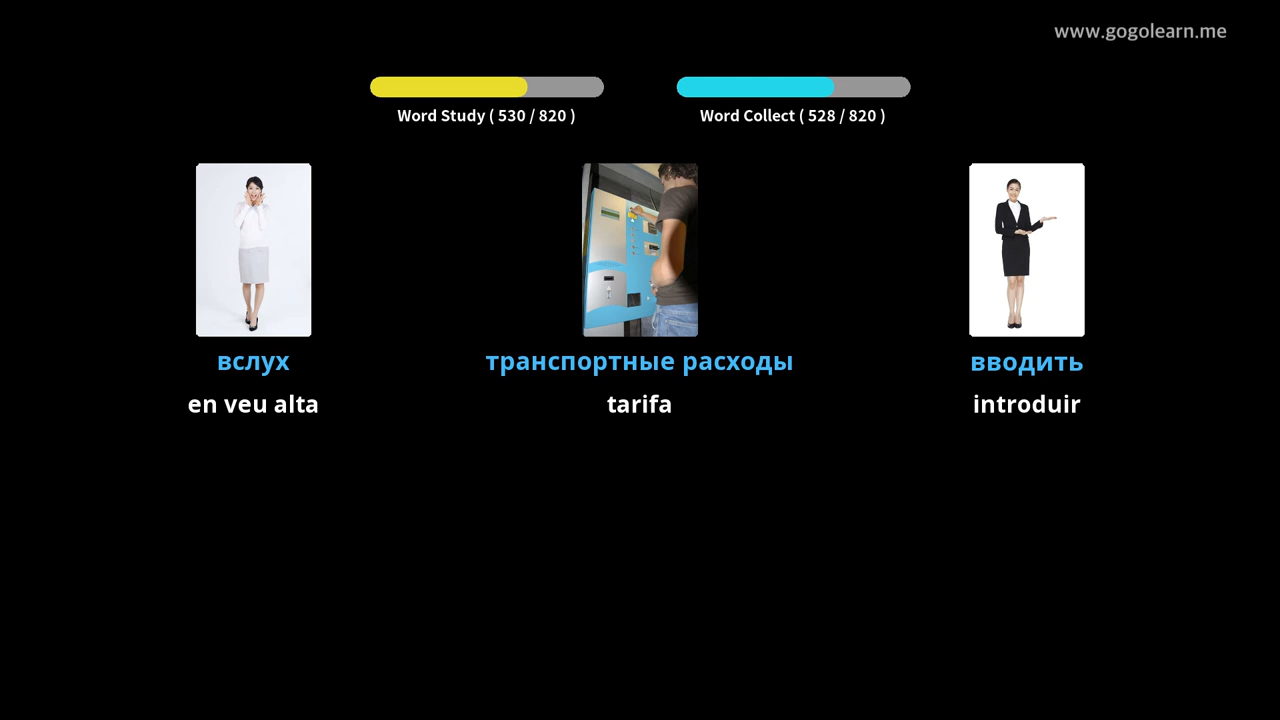 www.gogolearn.me
Word Study ( 530 / 820 )
Word Collect ( 528 / 820 )
вслух
транспортные расходы
вводить
en veu alta
tarifa
introduir